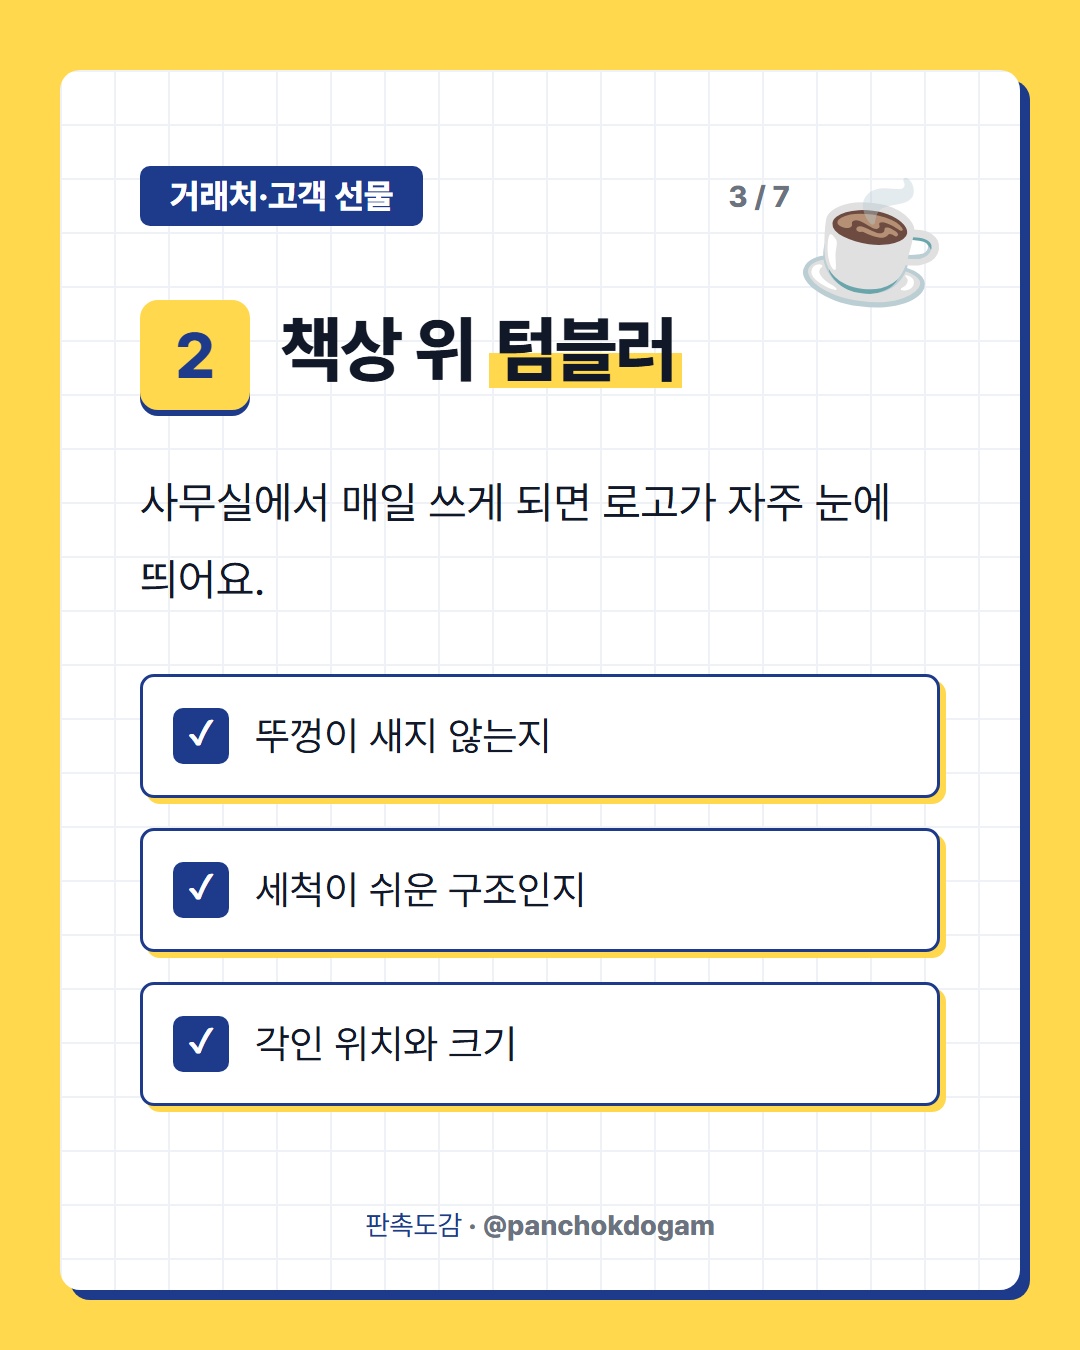 거래처·고객 선물
3 / 7
2
책상 위 텀블러
사무실에서 매일 쓰게 되면 로고가 자주 눈에
띄어요.
뚜껑이 새지 않는지
세척이 쉬운 구조인지
각인 위치와 크기
판촉도감 · @panchokdogam